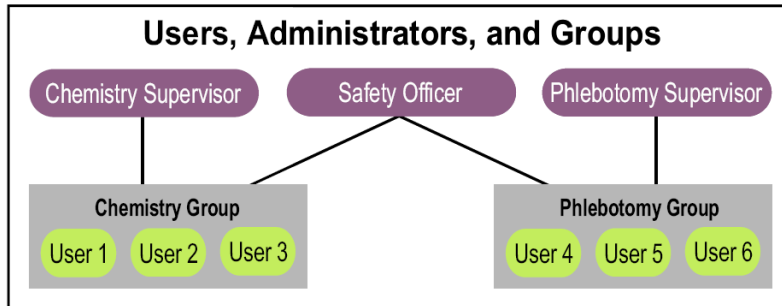 Users, Administrators, and Groups
Chemistry Supervisor
Safety Officer
Phlebotomy Supervisor
Chemistry Group
User 1
User 2
User 3
Phlebotomy Group
User 4
User 5
User 6